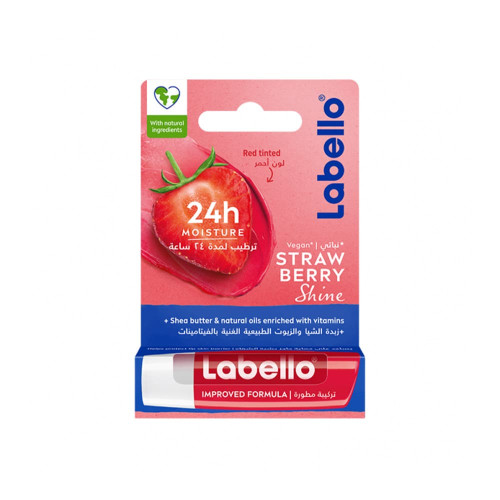 With natural
ingredients
Labello®
Red tinted
لون أحمر
24h
MOISTURE
ترطيب لمدة ٢٤ ساعة
Vegan* | نباتي*
STRAW
BERRY
Shine
+ Shea butter & natural oils enriched with vitamins
+زبدة الشيا والزيوت الطبيعية الغنية بالفيتامينات
Labello
IMPROVED FORMULA | تركيبة مطورة